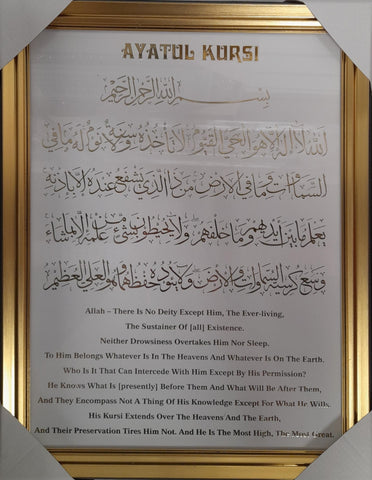 AYATUL KURSI
بسم الله الرحمن الرحيم
الله لا إله إلا هو الحي القيوم لا تأخذه سنة ولا نوم له ما في
السماوات وما في الأرض من ذا الذي يشفع عنده إلا بإذنه
يعلم ما بين أيديهم وما خلفهم ولا يحيطون بشيء من علمه إلا بما شاء
وسع كرسيه السماوات والأرض ولا يئوده حفظهما وهو العلي العظيم
Allah – There Is No Deity Except Him, The Ever-living,
The Sustainer Of [all] Existence.
Neither Drowsiness Overtakes Him Nor Sleep.
To Him Belongs Whatever Is In The Heavens And Whatever Is On The Earth.
Who Is It That Can Intercede With Him Except By His Permission?
He Knows What Is [presently] Before Them And What Will Be After Them,
And They Encompass Not A Thing Of His Knowledge Except For What He Wills.
His Kursi Extends Over The Heavens And The Earth,
And Their Preservation Tires Him Not. And He Is The Most High, The Most Great.